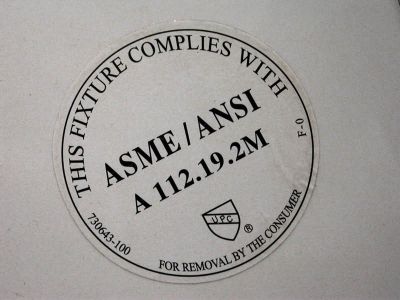 THIS FIXTURE COMPLIES WITH
ASME/ANSI
A 112.19.2M
F-0
UPC
®
730643-100
FOR REMOVAL BY THE CONSUMER